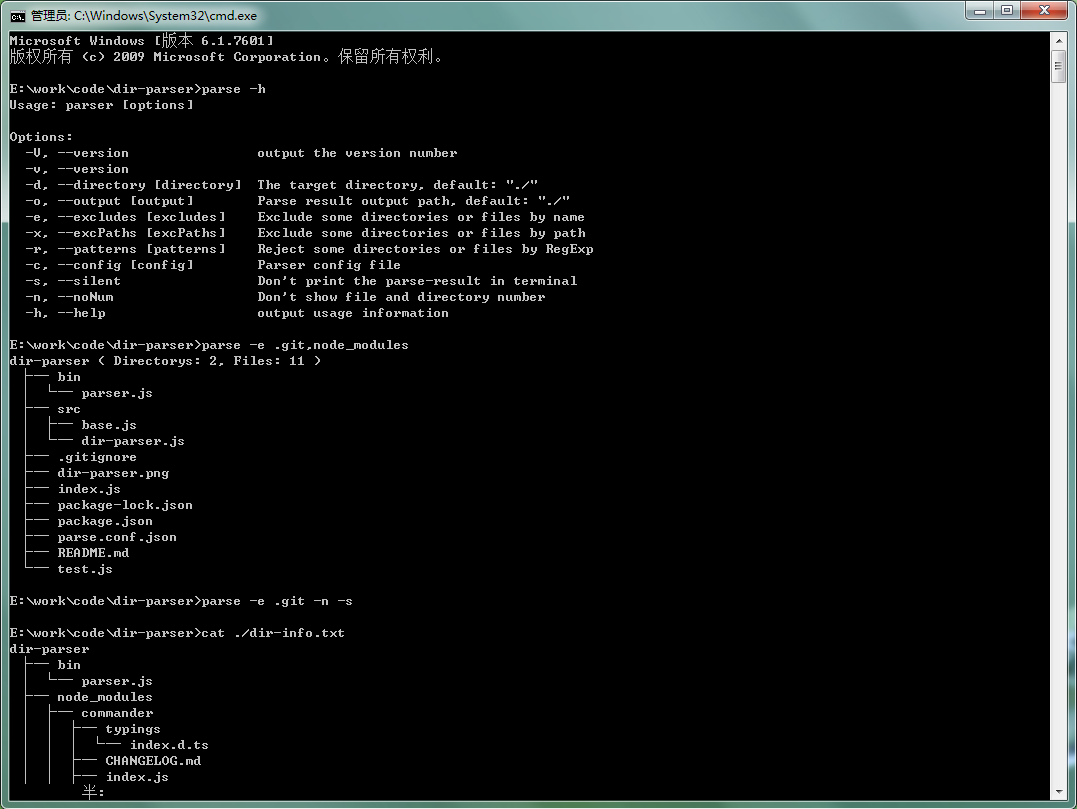 管理员: C:\Windows\System32\cmd.exe
Microsoft Windows [版本 6.1.7601]
版权所有 (c) 2009 Microsoft Corporation。保留所有权利。
E:\work\code\dir-parser>parse -h
Usage: parser [options]
Options:
  -V, --version                output the version number
  -v, --version
  -d, --directory [directory]  The target directory, default: "./"
  -o, --output [output]        Parse result output path, default: "./"
  -e, --excludes [excludes]    Exclude some directories or files by name
  -x, --excPaths [excPaths]    Exclude some directories or files by path
  -r, --patterns [patterns]    Reject some directories or files by RegExp
  -c, --config [config]        Parser config file
  -s, --silent                 Don't print the parse-result in terminal
  -n, --noNum                  Don't show file and directory number
  -h, --help                   output usage information
E:\work\code\dir-parser>parse -e .git,node_modules
dir-parser ( Directorys: 2, Files: 11 )
  ├── bin
  │  └── parser.js
  ├── src
  │  ├── base.js
  │  └── dir-parser.js
  ├── .gitignore
  ├── dir-parser.png
  ├── index.js
  ├── package-lock.json
  ├── package.json
  ├── parse.conf.json
  ├── README.md
  └── test.js
E:\work\code\dir-parser>parse -e .git -n -s
E:\work\code\dir-parser>cat ./dir-info.txt
dir-parser
  ├── bin
  │  └── parser.js
  ├── node_modules
  │  ├── commander
  │  │  ├── typings
  │  │  │  └── index.d.ts
  │  │  ├── CHANGELOG.md
  │  │  ├── index.js
半: